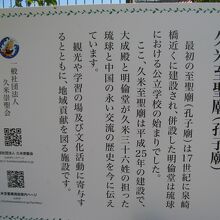 久米至聖廟(孔子廟)
最初の至聖廟(孔子廟)は17世紀に泉崎
橋近くに建設され、併設した明倫堂は琉球
における公立学校の始まりでした。
ここ、久米至聖廟は平成25年の建設で、
大成殿と明倫堂が久米三十六姓の担った
琉球と中国の永い交流の歴史を今に伝え
ています。
観光や学習の場及び文化活動に寄与す
るとともに、地域貢献を図る施設です。
一般社団法人
久米崇聖会